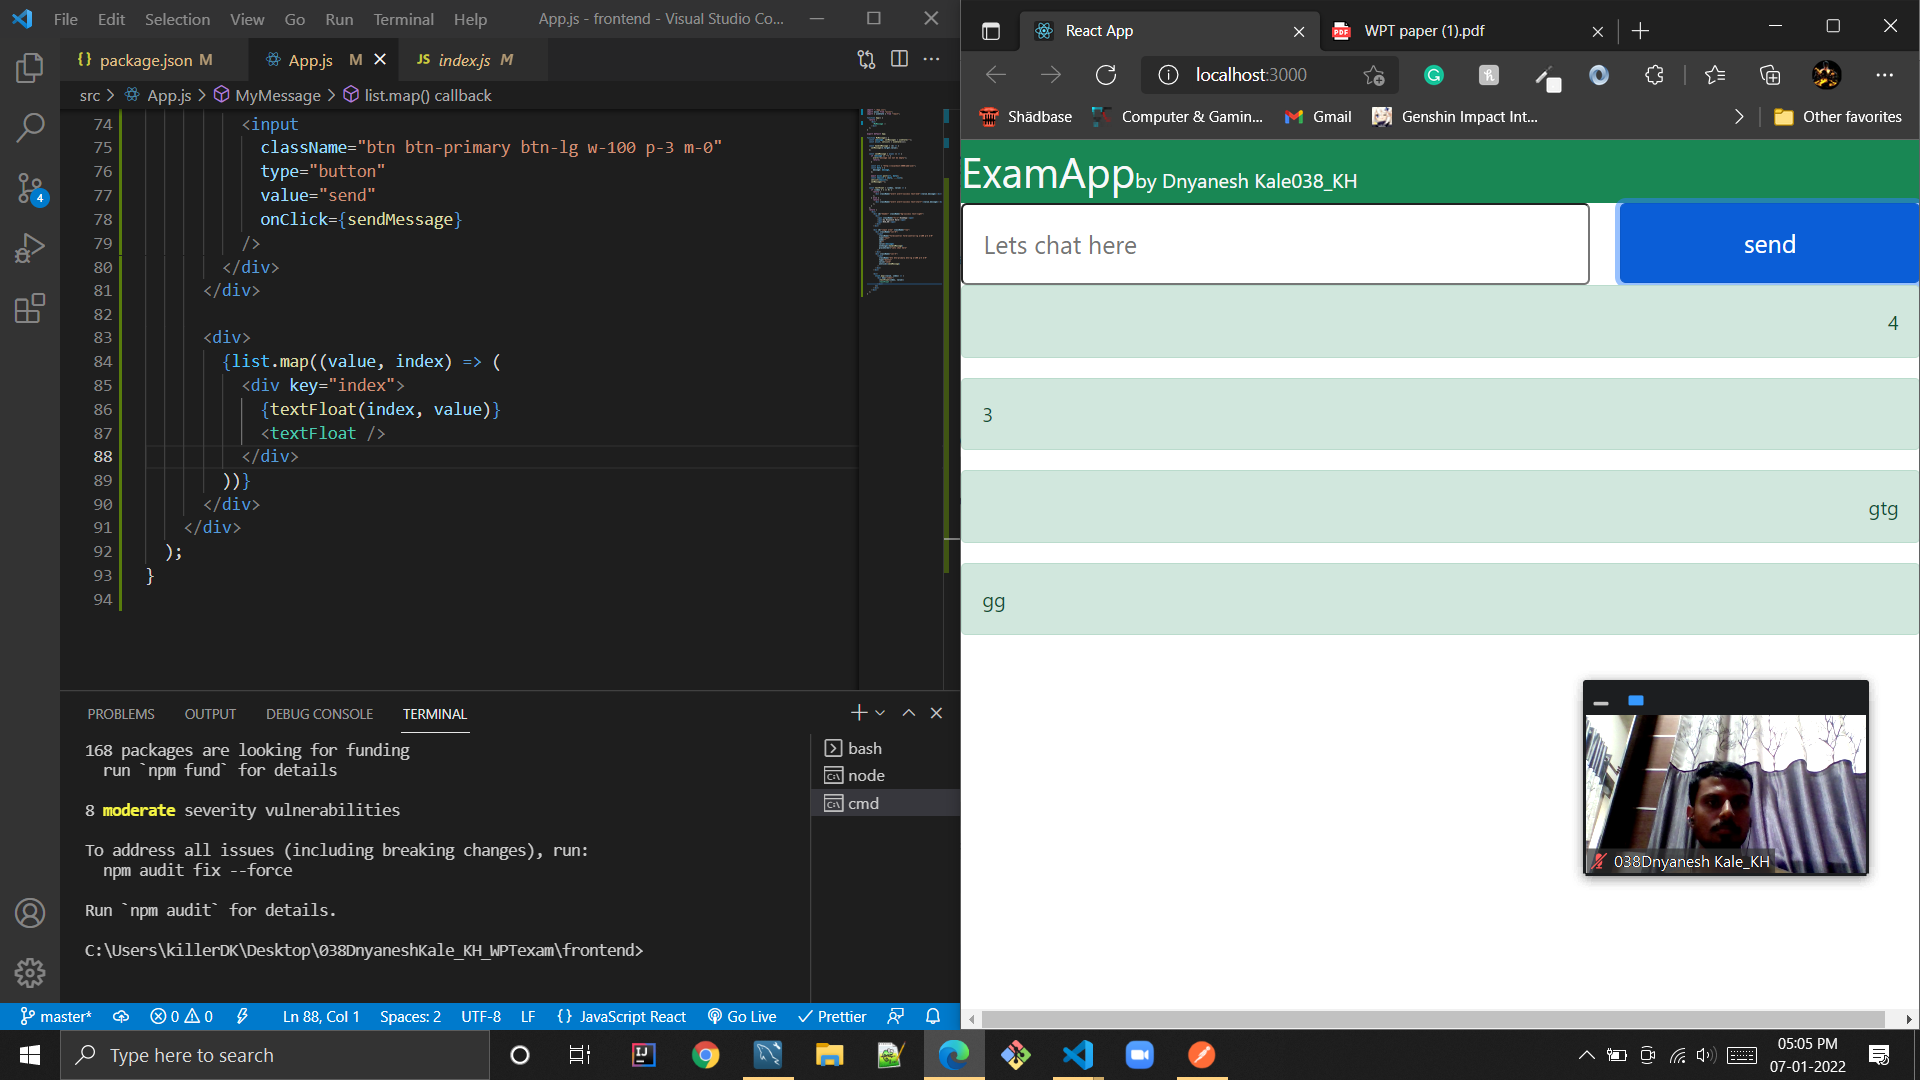 File Edit Selection View Go Run Terminal Help App.js - frontend - Visual Studio Co...
package.json M App.js M JS index.js M
src > App.js > MyMessage > list.map() callback
74 <input
75 className="btn btn-primary btn-lg w-100 p-3 m-0"
76 type="button"
77 value="send"
78 onClick={sendMessage}
79 />
80 </div>
81 </div>
82
83 <div>
84 {list.map((value, index) => (
85 <div key="index">
86 {textFloat(index, value)}
87 <textFloat />
88 </div>
89 ))}
90 </div>
91 </div>
92 );
93 }
94
PROBLEMS OUTPUT DEBUG CONSOLE TERMINAL
168 packages are looking for funding
run `npm fund` for details
8 moderate severity vulnerabilities
To address all issues (including breaking changes), run:
npm audit fix --force
Run `npm audit` for details.
C:\Users\killerDK\Desktop\038DnyaneshKale_KH_WPTexam\frontend>
bash
node
cmd
4
master* 0 0 Ln 88, Col 1 Spaces: 2 UTF-8 LF {} JavaScript React Go Live Prettier
React App WPT paper (1).pdf
localhost:3000
Shädbase Computer & Gamin... Gmail Genshin Impact Int... Other favorites
ExamApp by Dnyanesh Kale038_KH
Lets chat here send
4
3
gtg
gg
038Dnyanesh Kale_KH
Type here to search
05:05 PM
07-01-2022